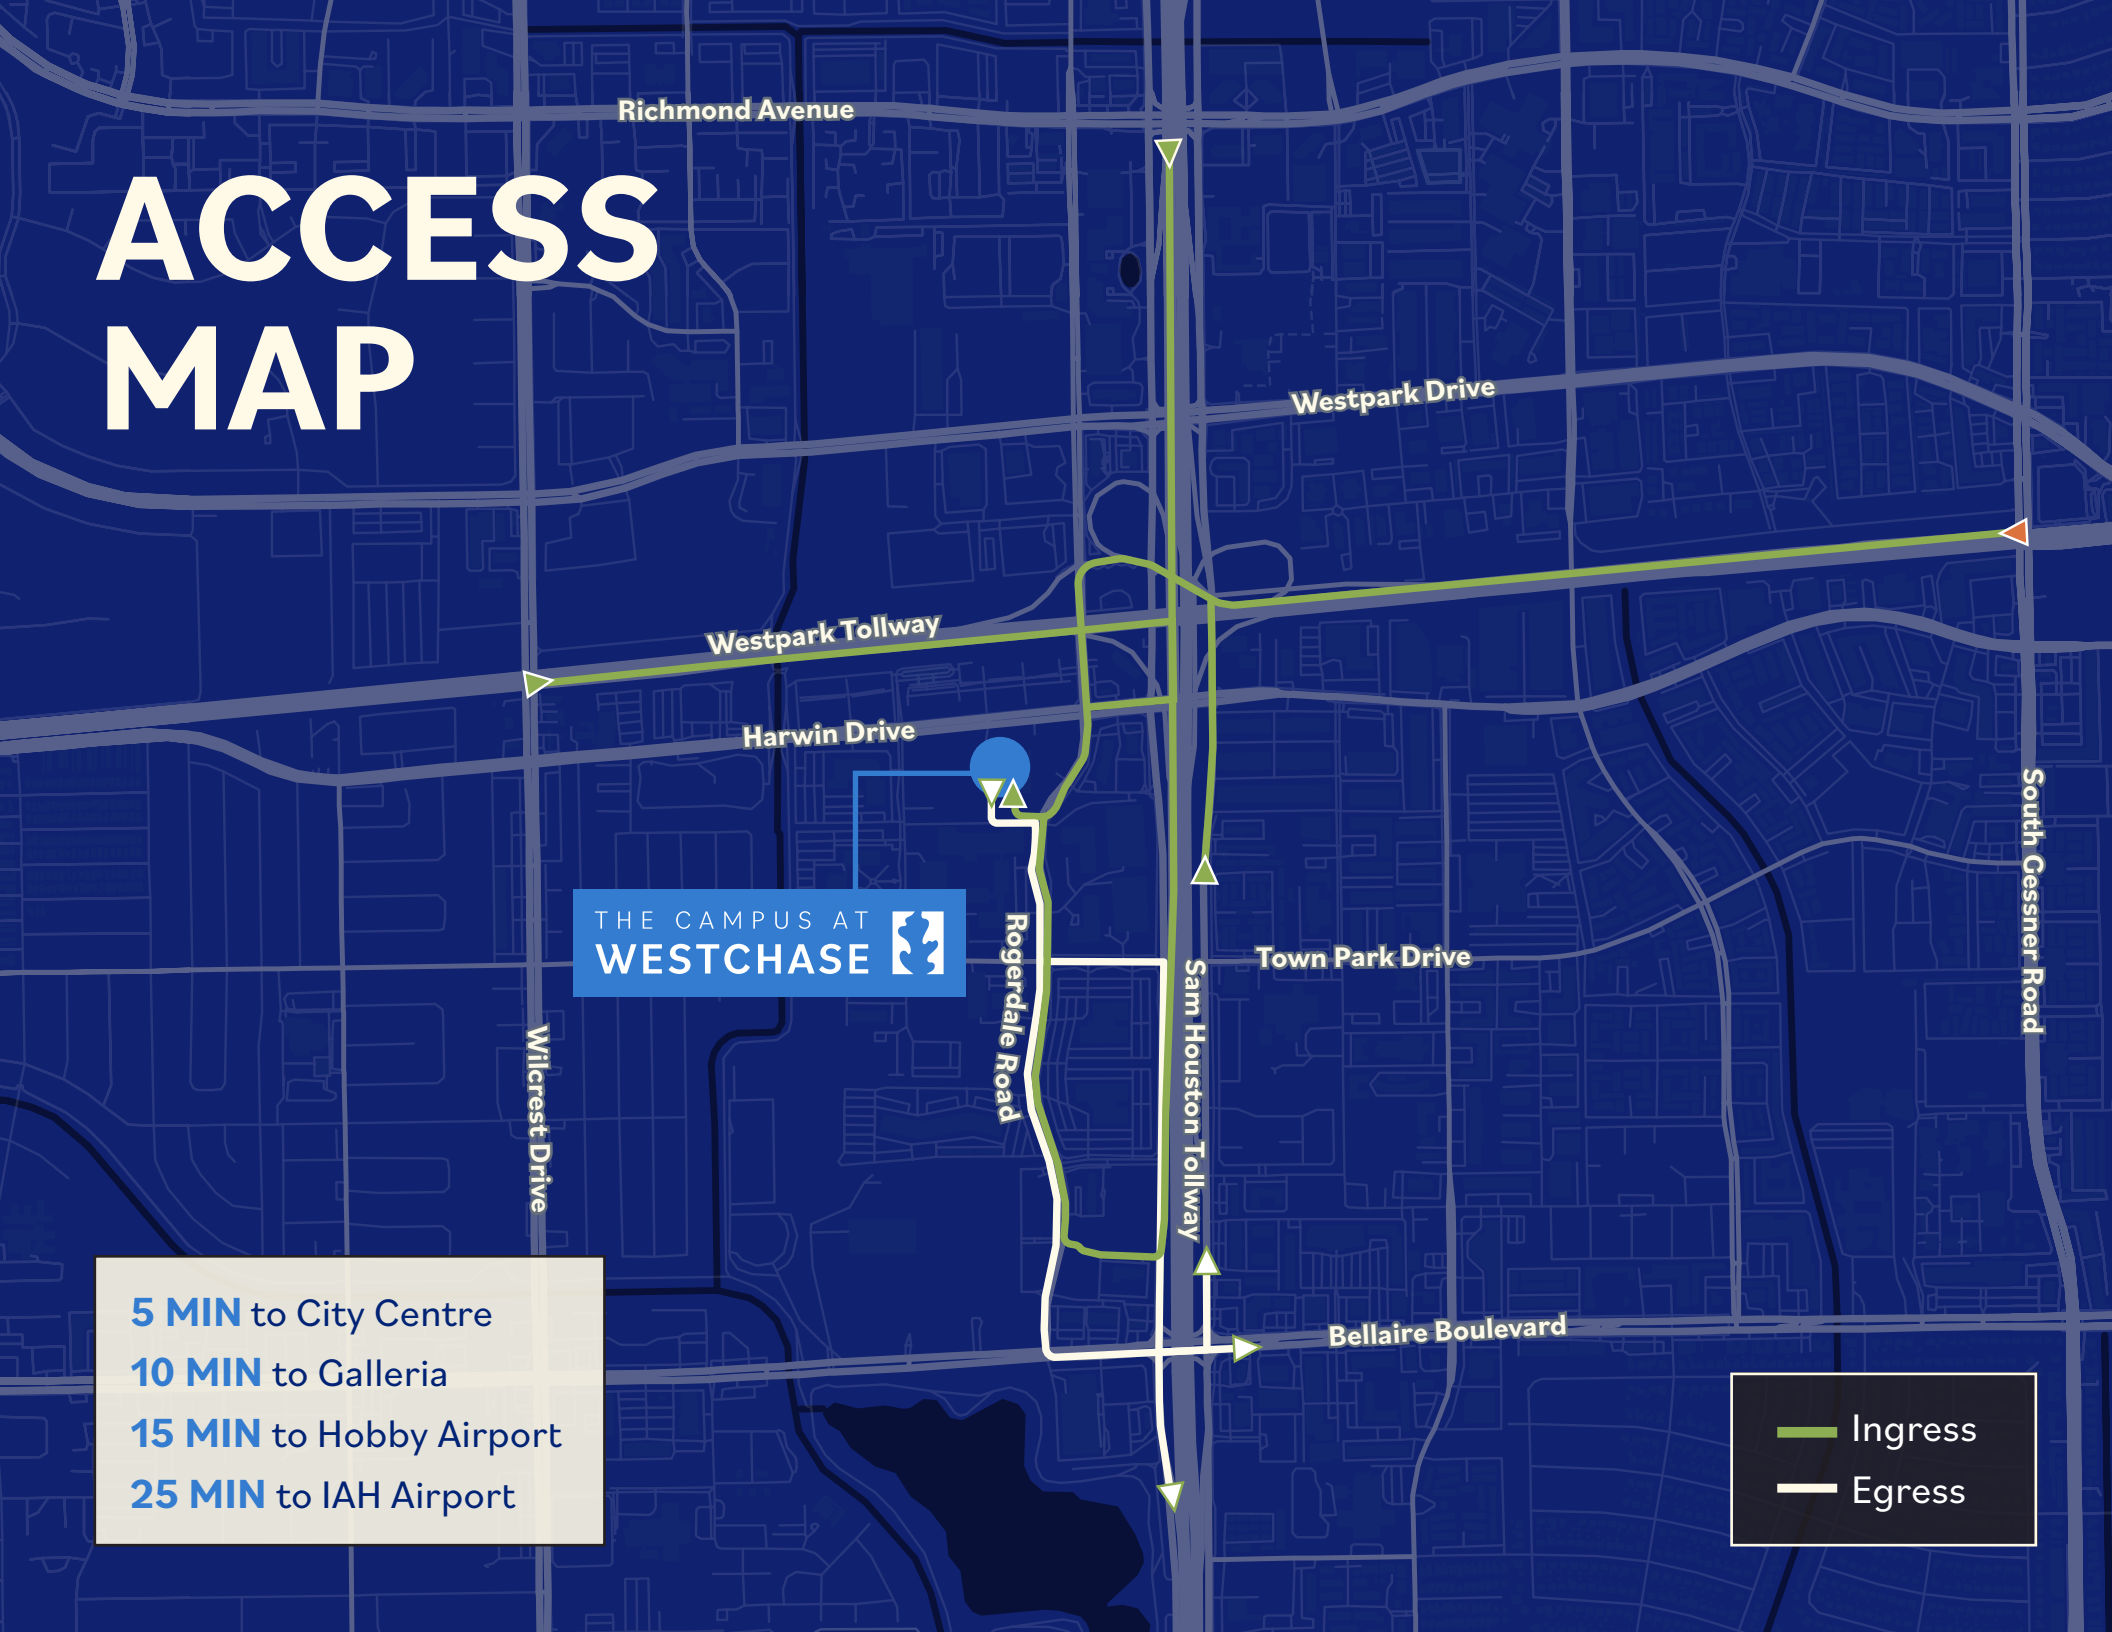 Richmond Avenue
ACCESS
MAP
Westpark Drive
Westpark Tollway
Harwin Drive
South Gessner Road
THE CAMPUS AT
WESTCHASE
Rogerdale Road
Town Park Drive
Sam Houston Tollway
Wilcrest Drive
Bellaire Boulevard
5 MIN to City Centre
10 MIN to Galleria
15 MIN to Hobby Airport
25 MIN to IAH Airport
Ingress
Egress